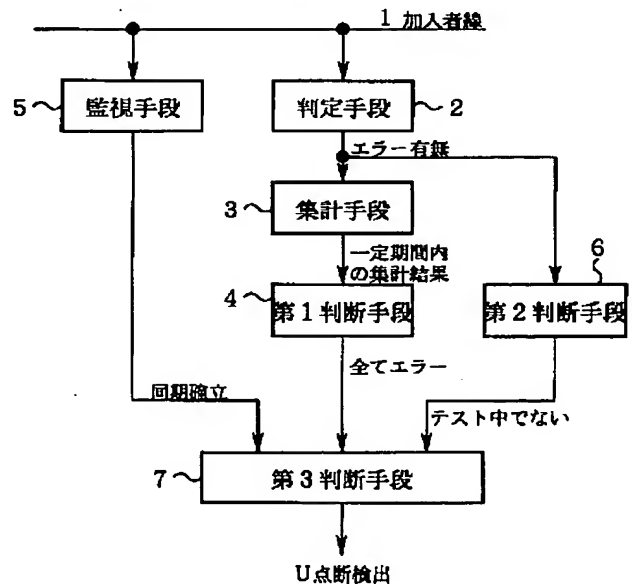 1 加入者線
5 監視手段
判定手段 2
エラー有無
3 集計手段
一定期間内
の集計結果
6
4 第1判断手段
第2判断手段
全てエラー
同期確立
テスト中でない
7 第3判断手段
U点断検出